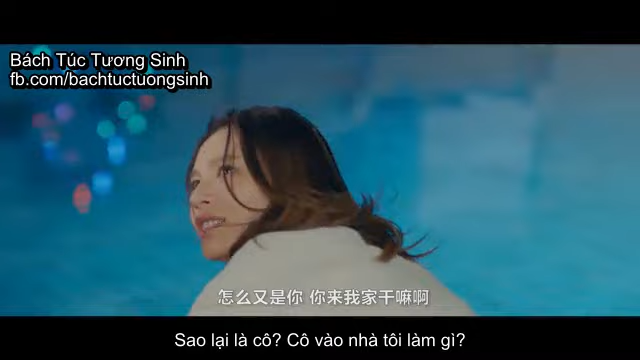 Bách Túc Tương Sinh
fb.com/bachtuctuongsinh
怎么又是你 你来我家干嘛啊
Sao lại là cô? Cô vào nhà tôi làm gì?